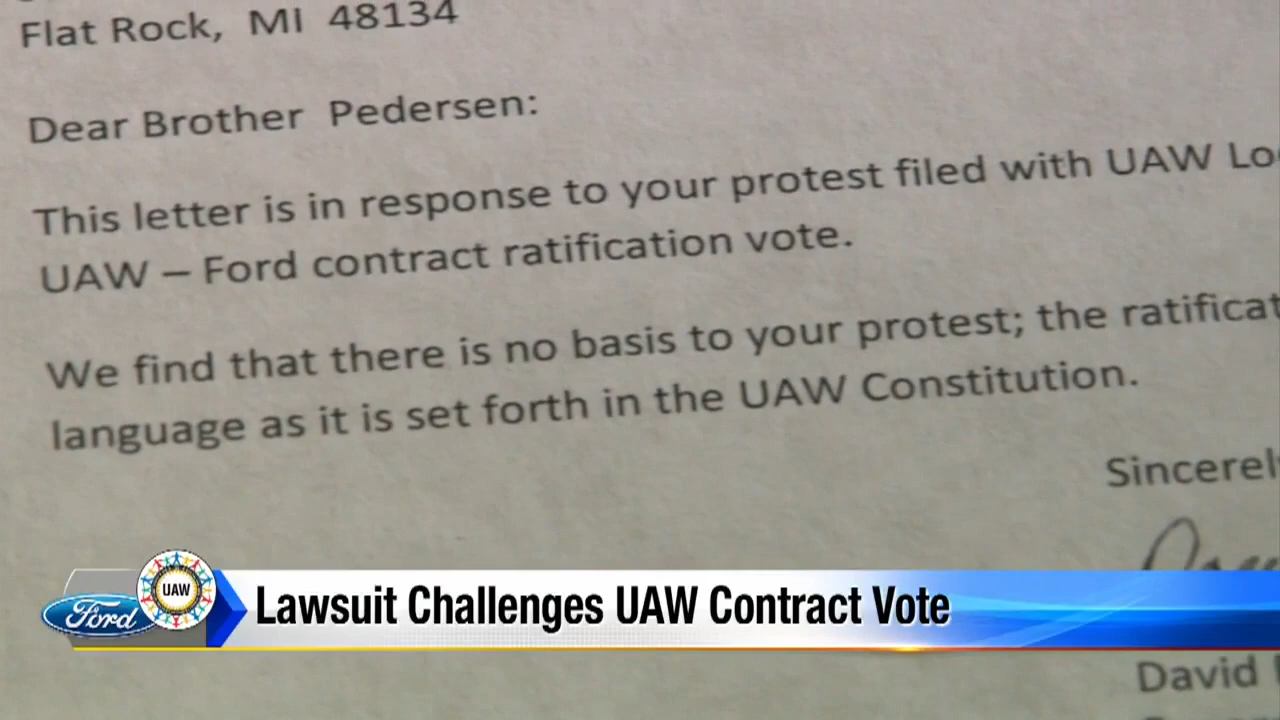 Flat Rock, MI 48134
Dear Brother Pedersen:
This letter is in response to your protest filed with UAW
UAW – Ford contract ratification vote.
We find that there is no basis to your protest; the
language as it is set forth in the UAW Constitution.
Ford
UAW
Lawsuit Challenges UAW Contract Vote
David